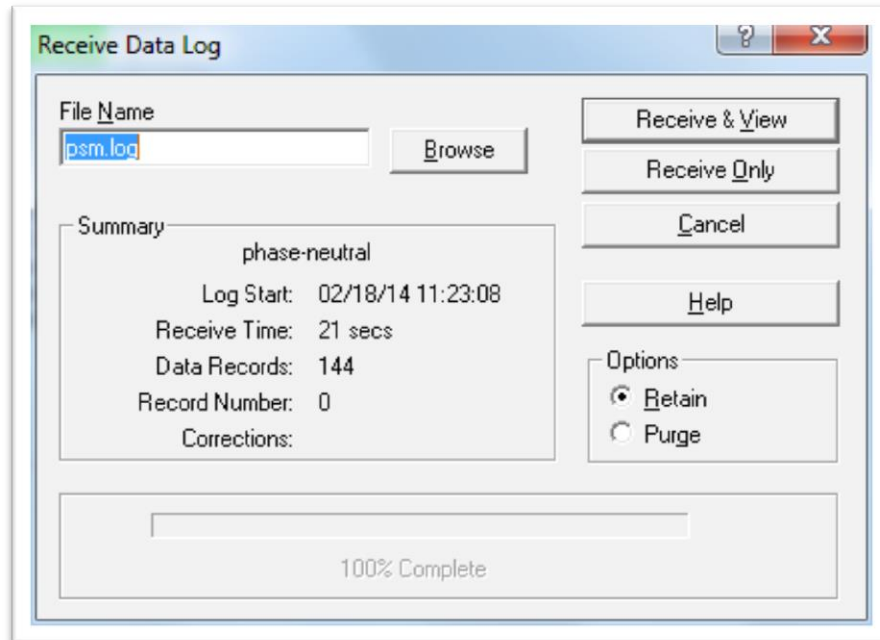 Receive Data Log
File Name
psm.log
Browse
Receive & View
Receive Only
Cancel
Help
Summary
phase-neutral
Log Start: 02/18/14 11:23:08
Receive Time: 21 secs
Data Records: 144
Record Number: 0
Corrections:
Options
Retain
Purge
100% Complete